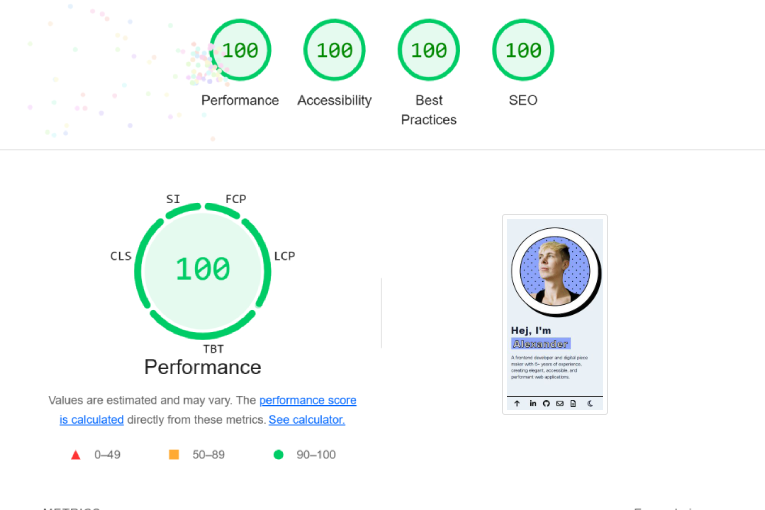 100
100
100
100
Performance
Accessibility
Best
Practices
SEO
SI
FCP
CLS
LCP
100
TBT
Performance
Values are estimated and may vary. The performance score
is calculated directly from these metrics. See calculator.
0–49
50–89
90–100
Hej, I'm
Alexander
A frontend developer and digital piece
maker with 5+ years of experience,
creating elegant, accessible, and
performant web applications.
METRICS